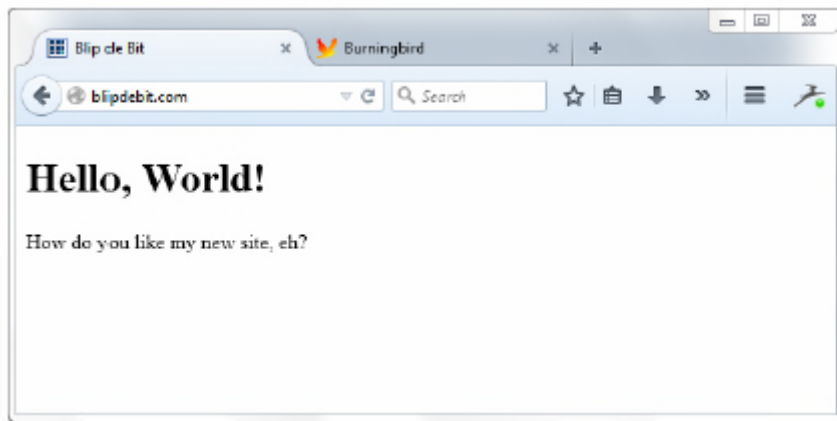 Blip de Bit
Burningbird
blipdebit.com
Search
Hello, World!
How do you like my new site, eh?